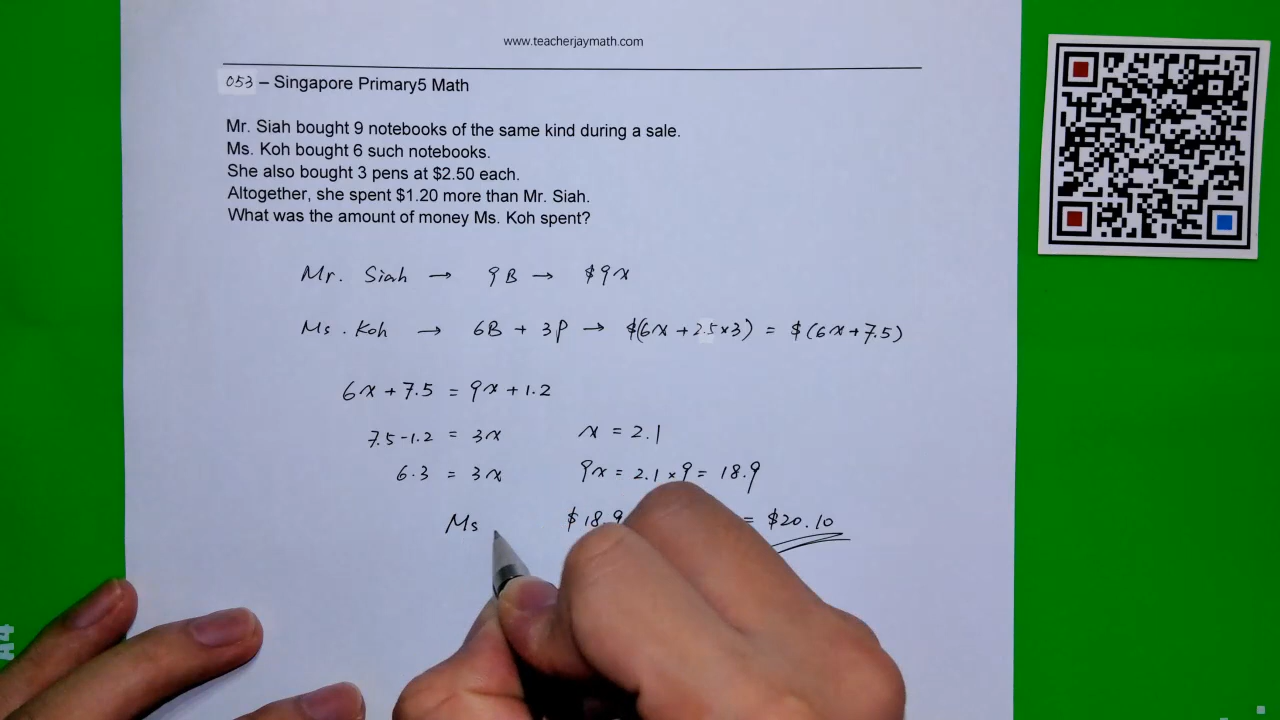 www.teacherjaymath.com
053 – Singapore Primary5 Math
Mr. Siah bought 9 notebooks of the same kind during a sale.
Ms. Koh bought 6 such notebooks.
She also bought 3 pens at $2.50 each.
Altogether, she spent $1.20 more than Mr. Siah.
What was the amount of money Ms. Koh spent?
Mr. Siah → 9B → $9x
Ms. Koh → 6B + 3P → $(6x + 2.5×3) = $(6x + 7.5)
6x + 7.5 = 9x + 1.2
7.5 - 1.2 = 3x x = 2.1
6.3 = 3x 9x = 2.1 × 9 = 18.9
Ms $18.9 = $20.10
A4